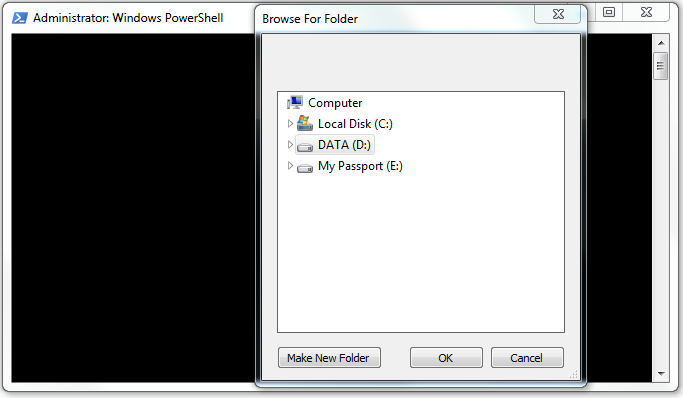 Administrator: Windows PowerShell
Browse For Folder
Computer
Local Disk (C:)
DATA (D:)
My Passport (E:)
Make New Folder
OK
Cancel